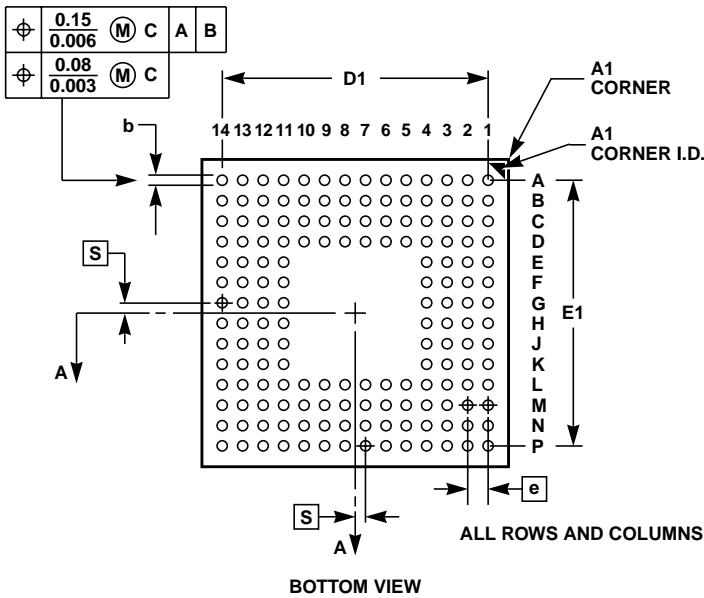 ⌖ 0.15 Ⓜ C A B
0.006
⌖ 0.08 Ⓜ C
0.003
D1
A1
CORNER
b
14 13 12 11 10 9 8 7 6 5 4 3 2 1
A1
CORNER I.D.
A
B
C
D
E
F
G
H
J
K
L
M
N
P
S
E1
A
e
S
A
ALL ROWS AND COLUMNS
BOTTOM VIEW